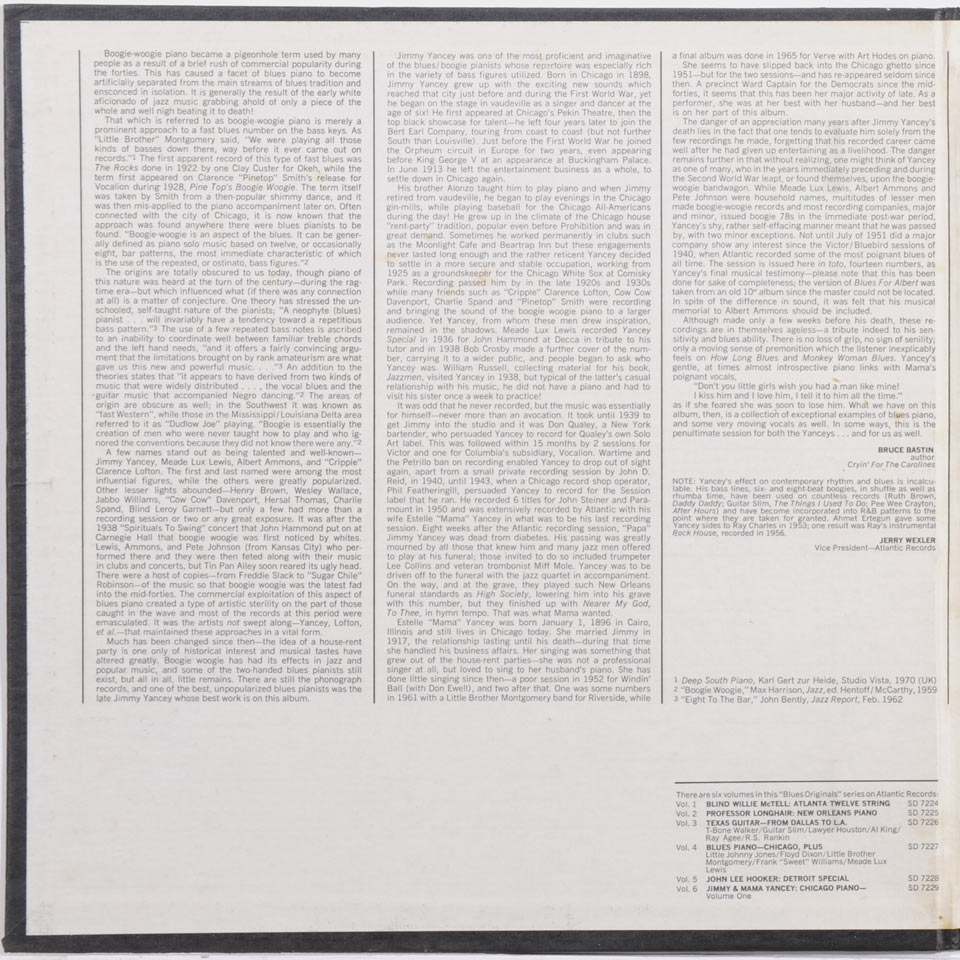 Boogie-woogie piano became a pigeonhole term used by many
people as a result of a brief rush of commercial popularity during
the forties. This has caused a facet of blues piano to become
artificially separated from the main streams of blues tradition and
ensconced in isolation. It is generally the result of the early white
aficionado of jazz music grabbing ahold of only a piece of the
whole and well nigh beating it to death!
That which is referred to as boogie-woogie piano is merely a
prominent approach to a fast blues number on the bass keys. As
"Little Brother" Montgomery said, "We were playing all those
kinds of basses down there, way before it ever came out on
records."1 The first apparent record of this type of fast blues was
The Rocks done in 1922 by one Clay Custer for Okeh, while the
term first appeared on Clarence "Pinetop" Smith's release for
Vocalion during 1928, Pine Top's Boogie Woogie. The term itself
was taken by Smith from a then-popular shimmy dance, and it
was then mis-applied to the piano accompaniment later on. Often
connected with the city of Chicago, it is now known that the
approach was found anywhere there were blues pianists to be
found. "Boogie-woogie is an aspect of the blues. It can be gener-
ally defined as piano solo music based on twelve, or occasionally
eight, bar patterns, the most immediate characteristic of which
is the use of the repeated, or ostinato, bass figures."2
The origins are totally obscured to us today, though piano of
this nature was heard at the turn of the century—during the rag-
time era—but which influenced what (if there was any connection
at all) is a matter of conjecture. One theory has stressed the un-
schooled, self-taught nature of the pianists; "A neophyte (blues)
pianist . . . will invariably have a tendency toward a repetitious
bass pattern."3 The use of a few repeated bass notes is ascribed
to an inability to coordinate well between familiar treble chords
and the left hand needs, "and it offers a fairly convincing argu-
ment that the limitations brought on by rank amateurism are what
gave us this new and powerful music. . . ."3 An addition to the
theories states that "it appears to have derived from two kinds of
music that were widely distributed . . . , the vocal blues and the
guitar music that accompanied Negro dancing."2 The areas of
origin are obscure as well; in the Southwest it was known as
"fast Western", while those in the Mississippi/Louisiana Delta area
referred to it as "Dudlow Joe" playing. "Boogie is essentially the
creation of men who were never taught how to play and who ig-
nored the conventions because they did not know there were any."2
A few names stand out as being talented and well-known—
Jimmy Yancey, Meade Lux Lewis, Albert Ammons, and "Cripple"
Clarence Lofton. The first and last named were among the most
influential figures, while the others were greatly popularized.
Other lesser lights abounded—Henry Brown, Wesley Wallace,
Jabbo Williams, "Cow Cow" Davenport, Hersal Thomas, Charlie
Spand, Blind Leroy Garnett—but only a few had more than a
recording session or two or any great exposure. It was after the
1938 "Spirituals To Swing" concert that John Hammond put on at
Carnegie Hall that boogie woogie was first noticed by whites.
Lewis, Ammons, and Pete Johnson (from Kansas City) who per-
formed there and they were then feted along with their music
in clubs and concerts, but Tin Pan Alley soon reared its ugly head.
There were a host of copies—from Freddie Slack to "Sugar Chile"
Robinson—of the music so that boogie woogie was the latest fad
into the mid-forties. The commercial exploitation of this aspect of
blues piano created a type of artistic sterility on the part of those
caught in the wave and most of the records at this period were
emasculated. It was the artists not swept along—Yancey, Lofton,
et al.—that maintained these approaches in a vital form.
Much has been changed since then—the idea of a house-rent
party is one only of historical interest and musical tastes have
altered greatly. Boogie woogie has had its effects in jazz and
popular music, and some of the two-handed blues pianists still
exist, but all in all, little remains. There are still the phonograph
records, and one of the best, unpopularized blues pianists was the
late Jimmy Yancey whose best work is on this album.
Jimmy Yancey was one of the most proficient and imaginative
of the blues/boogie pianists whose repertoire was especially rich
in the variety of bass figures utilized. Born in Chicago in 1898,
Jimmy Yancey grew up with the exciting new sounds which
reached that city just before and during the First World War, yet
he began on the stage in vaudeville as a singer and dancer at the
age of six! He first appeared at Chicago's Pekin Theatre, then the
top black showcase for talent—he left four years later to join the
Bert Earl Company, touring from coast to coast (but not further
South than Louisville). Just before the First World War he joined
the Orpheum circuit in Europe for two years, even appearing
before King George V at an appearance at Buckingham Palace.
In June 1913 he left the entertainment business as a whole, to
settle down in Chicago again.
His brother Alonzo taught him to play piano and when Jimmy
retired from vaudeville, he began to play evenings in the Chicago
gin-mills, while playing baseball for the Chicago All-Americans
during the day! He grew up in the climate of the Chicago house
"rent-party" tradition, popular even before Prohibition and was in
great demand. Sometimes he worked permanently in clubs such
as the Moonlight Cafe and Beartrap Inn but these engagements
never lasted long enough and the rather reticent Yancey decided
to settle in a more secure and stable occupation, working from
1925 as a groundskeeper for the Chicago White Sox at Comisky
Park. Recording passed him by in the late 1920s and 1930s
while many friends such as "Cripple" Clarence Lofton, Cow Cow
Davenport, Charlie Spand and "Pinetop" Smith were recording
and bringing the sound of the boogie woogie piano to a larger
audience. Yet Yancey, from whom these men drew inspiration,
remained in the shadows. Meade Lux Lewis recorded Yancey
Special in 1936 for John Hammond at Decca in tribute to his
tutor and in 1938 Bob Crosby made a further cover of the num-
ber, carrying it to a wider public, and people began to ask who
Yancey was. William Russell, collecting material for his book,
Jazzmen, visited Yancey in 1938, but typical of the latter's casual
relationship with his music, he did not have a piano and had to
visit his sister once a week to practice!
It was odd that he never recorded, but the music was essentially
for himself—never more than an avocation. It took until 1939 to
get Jimmy into the studio and it was Don Qualey, a New York
bartender, who persuaded Yancey to record for Qualey's own Solo
Art label. This was followed within 15 months by 2 sessions for
Victor and one for Columbia's subsidiary, Vocalion. Wartime and
the Petrillo ban on recording enabled Yancey to drop out of sight
again, apart from a small private recording session by John D.
Reid, in 1940, until 1943, when a Chicago record shop operator,
Phil Featheringill, persuaded Yancey to record for the Session
label that he ran. He recorded 6 titles for John Steiner and Para-
mount in 1950 and was extensively recorded by Atlantic with his
wife Estelle "Mama" Yancey in what was to be his last recording
session. Eight weeks after the Atlantic recording session, "Papa"
Jimmy was dead from diabetes. His passing was greatly
mourned by all those that knew him and many jazz men offered
to play at his funeral; those invited to do so included trumpeter
Lee Collins and veteran trombonist Miff Mole. Yancey was to be
driven off to the funeral with the jazz quartet in accompaniment.
On the way, and at the grave, they played such New Orleans
funeral standards as High Society, lowering him into his grave
with this number, but they finished up with Nearer My God,
To Thee, in hymn tempo. That was what Mama wanted.
Estelle "Mama" Yancey was born January 1, 1896 in Cairo,
Illinois and still lives in Chicago today. She married Jimmy in
1917, the relationship lasting until his death—during that time
she handled his business affairs. Her singing was something that
grew out of the house-rent parties—she was not a professional
singer at all, but loved to sing to her husband's piano. She has
done little singing since then—a poor session in 1952 for Windin'
Ball (with Don Ewell), and two after that. One was some numbers
in 1961 with a Little Brother Montgomery band for Riverside, while
a final album was done in 1965 for Verve with Art Hodes on piano.
She seems to have slipped back into the Chicago ghetto since
1951—but for the two sessions—and has re-appeared seldom since
then. A precinct Ward Captain for the Democrats since the mid-
forties, it seems that this has been her major activity of late. As a
performer, she was at her best with her husband—and her best
is on her part of this album.
The danger of an appreciation many years after Jimmy Yancey's
death lies in the fact that one tends to evaluate him solely from the
few recordings he made, forgetting that his recorded career came
well after he had given up entertaining as a livelihood. The danger
remains further in that without realizing, one might think of Yancey
as one of many, who in the years immediately preceding and during
the Second World War leapt, or found themselves, upon the boogie-
woogie bandwagon. While Meade Lux Lewis, Albert Ammons and
Pete Johnson were household names, multitudes of lesser men
made boogie-woogie records and most recording companies, major
and minor, issued boogie 78s in the immediate post-war period,
Yancey's shy, rather self-effacing manner meant that he was passed
by, with two minor exceptions. Not until July of 1951 did a major
company show any interest since the Victor/Bluebird sessions of
1940, when Atlantic recorded some of the most poignant blues of
all time. The session is issued here in toto, fourteen numbers, as
Yancey's final musical testimony—please note that this has been
done for sake of completeness; the version of Blues For Albert was
taken from an old 10" album since the master could not be located.
In spite of the difference in sound, it was felt that his musical
memorial to Albert Ammons should be included.
Although made only a few weeks before his death, these re-
cordings are in themselves ageless—a tribute indeed to his sen-
sitivity and blues ability. There is no loss of grip, no sign of senility;
only a moving sense of premonition which the listener inexplicably
feels on How Long Blues and Monkey Woman Blues. Yancey's
gentle, at times almost introspective piano links with Mama's
poignant vocals,
"Don't you little girls wish you had a man like mine!
I kiss him and I love him, I tell it to him all the time."
as if she feared she was soon to lose him. What we have on this
album, then, is a collection of exceptional examples of blues piano,
and some very moving vocals as well. In some ways, this is the
penultimate session for both the Yanceys . . . and for us as well.
BRUCE BASTIN
author
Cryin' For The Carolines
NOTE: Yancey's effect on contemporary rhythm and blues is incalcu-
lable. His bass lines, six- and eight-beat boogies, in shuffle as well as
rhumba time, have been used on countless records (Ruth Brown,
Daddy Daddy; Guitar Slim, The Things I Used To Do; Pee Wee Crayton,
After Hours) and have become incorporated into R&B patterns to the
point where they are taken for granted. Ahmet Ertegun gave some
Yancey sides to Ray Charles in 1953; one result was Ray's instrumental
Rock House, recorded in 1956.
JERRY WEXLER
Vice President—Atlantic Records
1 Deep South Piano, Karl Gert zur Heide, Studio Vista, 1970 (UK)
2 "Boogie Woogie," Max Harrison, Jazz, ed. Hentoff/McCarthy, 1959
3 "Eight To The Bar," John Bently, Jazz Report, Feb. 1962
There are six volumes in this "Blues Originals" series on Atlantic Records:
Vol. 1 BLIND WILLIE McTELL: ATLANTA TWELVE STRING SD 7224
Vol. 2 PROFESSOR LONGHAIR: NEW ORLEANS PIANO SD 7225
Vol. 3 TEXAS GUITAR—FROM DALLAS TO L.A. SD 7226
T-Bone Walker/Guitar Slim/Lawyer Houston/Al King/
Ray Agee/R.S. Rankin
Vol. 4 BLUES PIANO—CHICAGO, PLUS SD 7227
Little Johnny Jones/Floyd Dixon/Little Brother
Montgomery/Frank "Sweet" Williams/Meade Lux
Lewis
Vol. 5 JOHN LEE HOOKER: DETROIT SPECIAL SD 7228
Vol. 6 JIMMY & MAMA YANCEY: CHICAGO PIANO— SD 7229
Volume One